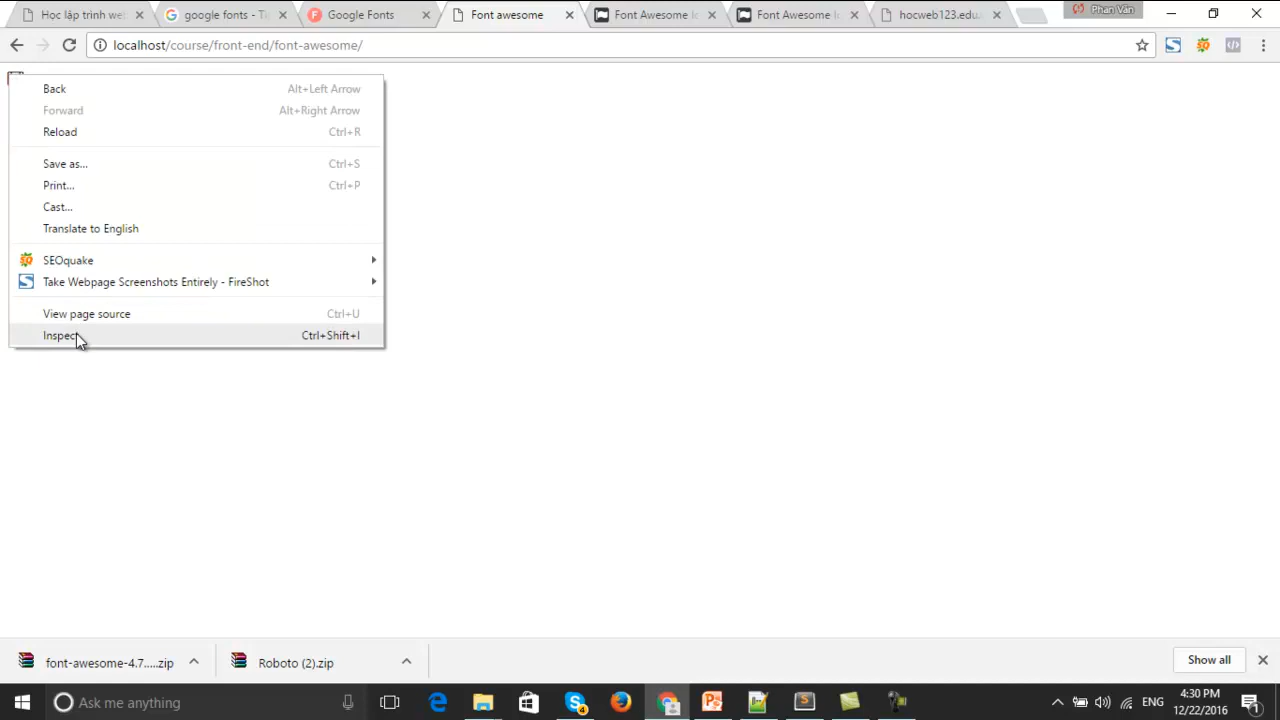 Học lập trình wel
google fonts - Tì
Google Fonts
Font awesome
Font Awesome Ic
Font Awesome Ic
hocweb123.edu.
Phan Văn
localhost/course/front-end/font-awesome/
Back Alt+Left Arrow
Forward Alt+Right Arrow
Reload Ctrl+R
Save as... Ctrl+S
Print... Ctrl+P
Cast...
Translate to English
SEOquake
Take Webpage Screenshots Entirely - FireShot
View page source Ctrl+U
Inspect Ctrl+Shift+I
font-awesome-4.7....zip
Roboto (2).zip
Show all
Ask me anything
ENG
4:30 PM
12/22/2016